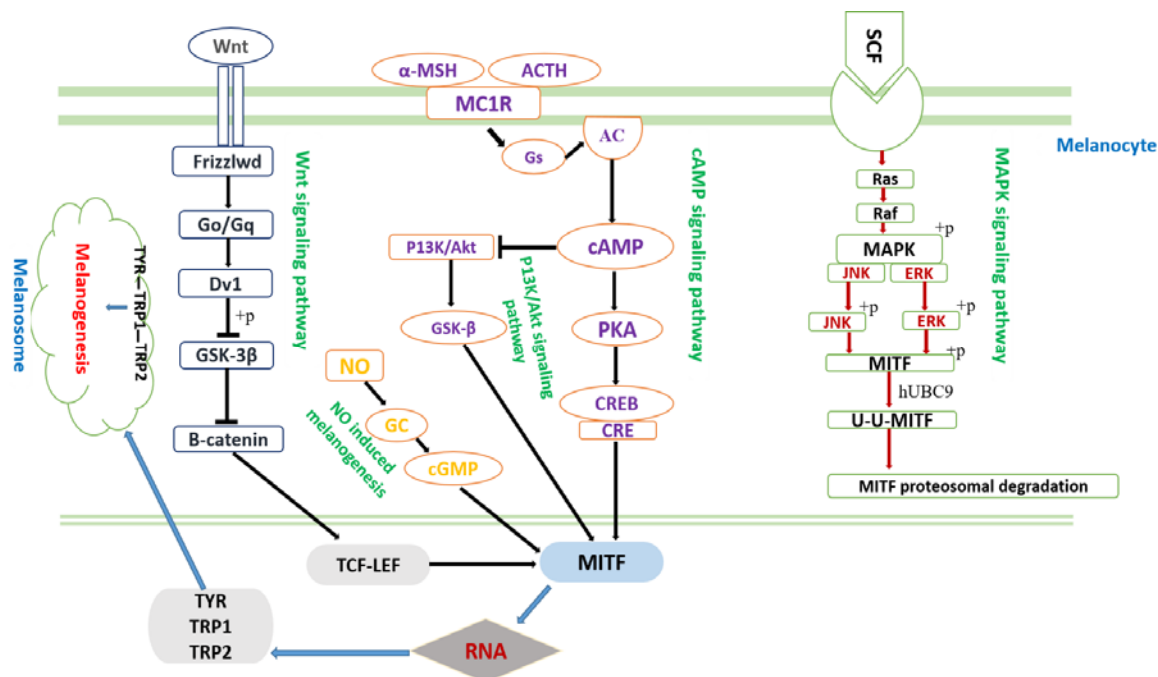 Wnt
Frizzlwd
Go/Gq
Dv1
+p
GSK-3β
B-catenin
Wnt signaling pathway
Melanosome
Melanogenesis
TYR—TRP1—TRP2
α-MSH
ACTH
MC1R
Gs
AC
cAMP
P13K/Akt
GSK-β
P13K/Akt signaling
pathway
PKA
CREB
CRE
cAMP signaling pathway
NO
GC
cGMP
NO induced
melanogenesis
SCF
Melanocyte
Ras
Raf
+p
MAPK
JNK
ERK
+p
+p
JNK
ERK
+p
MITF
hUBC9
U-U-MITF
MITF proteosomal degradation
MAPK signaling pathway
TCF-LEF
MITF
RNA
TYR
TRP1
TRP2